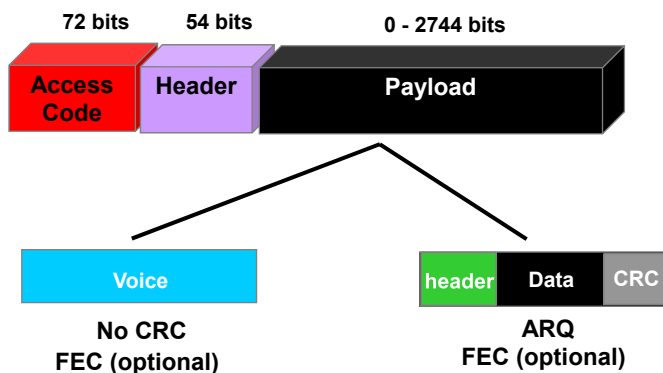 72 bits
54 bits
0 - 2744 bits
Access
Code
Header
Payload
Voice
header
Data
CRC
No CRC
FEC (optional)
ARQ
FEC (optional)